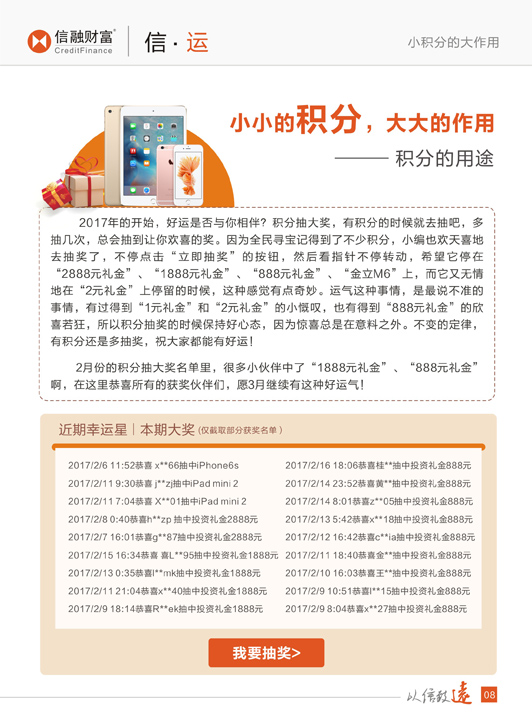 信融财富®
CreditFinance
信·运
小积分的大作用
小小的积分，大大的作用
—— 积分的用途
2017年的开始，好运是否与你相伴？积分抽大奖，有积分的时候就去抽吧，多
抽几次，总会抽到让你欢喜的奖。因为全民寻宝记得到了不少积分，小编也欢天喜地
去抽奖了，不停点击“立即抽奖”的按钮，然后看指针不停转动，希望它停在
“2888元礼金”、“1888元礼金”、“888元礼金”、“金立M6”上，而它又无情
地在“2元礼金”上停留的时候，这种感觉有点奇妙。运气这种事情，是最说不准的
事情，有过得到“1元礼金”和“2元礼金”的小慨叹，也有得到“888元礼金”的欣
喜若狂，所以积分抽奖的时候保持好心态，因为惊喜总是在意料之外。不变的定律，
有积分还是多抽奖，祝大家都能有好运！
2月份的积分抽大奖名单里，很多小伙伴中了“1888元礼金”、“888元礼金”
啊，在这里恭喜所有的获奖伙伴们，愿3月继续有这种好运气！
近期幸运星｜本期大奖（仅截取部分获奖名单）
2017/2/6 11:52恭喜 x**66抽中iPhone6s
2017/2/11 9:30恭喜 j**zj抽中iPad mini 2
2017/2/11 7:04恭喜 X**01抽中iPad mini 2
2017/2/8 0:40恭喜h**zp 抽中投资礼金2888元
2017/2/7 16:01恭喜g**87抽中投资礼金2888元
2017/2/15 16:34恭喜 喜L**95抽中投资礼金1888元
2017/2/13 0:35恭喜l**mk抽中投资礼金1888元
2017/2/11 21:04恭喜x**40抽中投资礼金1888元
2017/2/9 18:14恭喜R**ek抽中投资礼金1888元
2017/2/16 18:06恭喜桂**抽中投资礼金888元
2017/2/14 23:52恭喜黄**抽中投资礼金888元
2017/2/14 8:01恭喜z**05抽中投资礼金888元
2017/2/13 5:42恭喜x**18抽中投资礼金888元
2017/2/12 16:42恭喜c**ia抽中投资礼金888元
2017/2/11 18:40恭喜金**抽中投资礼金888元
2017/2/10 16:03恭喜王**抽中投资礼金888元
2017/2/9 10:51恭喜l**15抽中投资礼金888元
2017/2/9 8:04恭喜x**27抽中投资礼金888元
我要抽奖>
以信致远
08